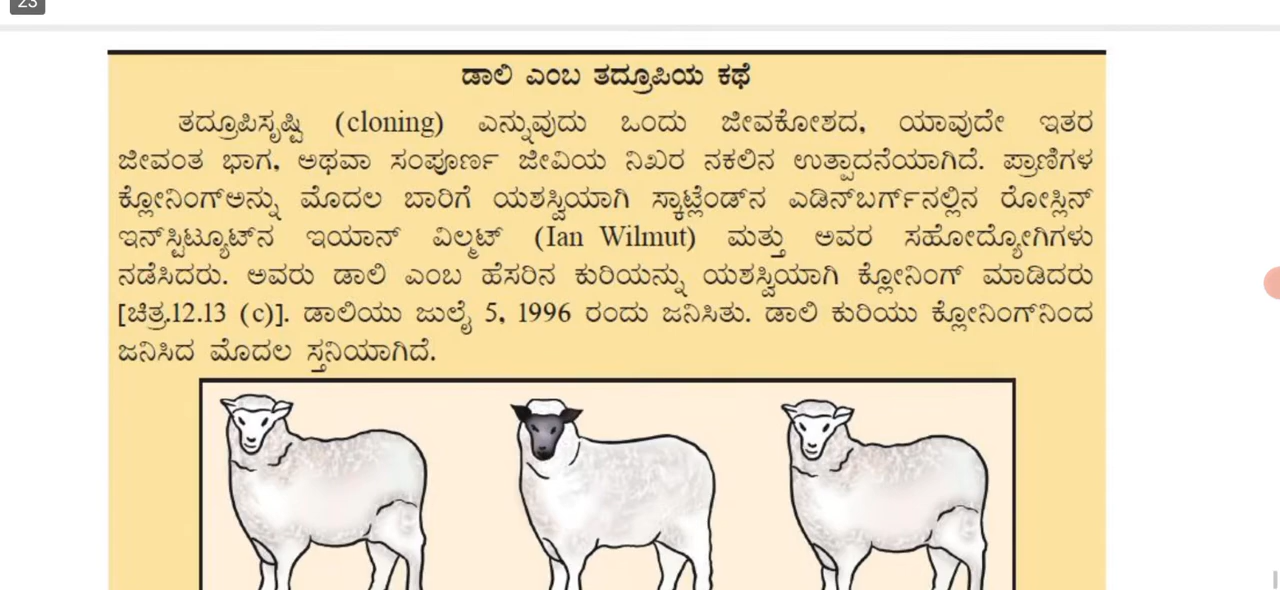 23
ಡಾಲಿ ಎಂಬ ತದ್ರೂಪಿಯ ಕಥೆ
ತದ್ರೂಪಿಸೃಷ್ಟಿ (cloning) ಎನ್ನುವುದು ಒಂದು ಜೀವಕೋಶದ, ಯಾವುದೇ ಇತರ
ಜೀವಂತ ಭಾಗ, ಅಥವಾ ಸಂಪೂರ್ಣ ಜೀವಿಯ ನಿಖರ ನಕಲಿನ ಉತ್ಪಾದನೆಯಾಗಿದೆ. ಪ್ರಾಣಿಗಳ
ಕ್ಲೋನಿಂಗ್‌ಅನ್ನು ಮೊದಲ ಬಾರಿಗೆ ಯಶಸ್ವಿಯಾಗಿ ಸ್ಕಾಟ್ಲೆಂಡ್‌ನ ಎಡಿನ್‌ಬರ್ಗ್‌ನಲ್ಲಿನ ರೋಸ್ಲಿನ್
ಇನ್‌ಸ್ಟಿಟ್ಯೂಟ್‌ನ ಇಯಾನ್ ವಿಲ್ಮಟ್ (Ian Wilmut) ಮತ್ತು ಅವರ ಸಹೋದ್ಯೋಗಿಗಳು
ನಡೆಸಿದರು. ಅವರು ಡಾಲಿ ಎಂಬ ಹೆಸರಿನ ಕುರಿಯನ್ನು ಯಶಸ್ವಿಯಾಗಿ ಕ್ಲೋನಿಂಗ್ ಮಾಡಿದರು
[ಚಿತ್ರ.12.13 (c)]. ಡಾಲಿಯು ಜುಲೈ 5, 1996 ರಂದು ಜನಿಸಿತು. ಡಾಲಿ ಕುರಿಯು ಕ್ಲೋನಿಂಗ್‌ನಿಂದ
ಜನಿಸಿದ ಮೊದಲ ಸ್ತನಿಯಾಗಿದೆ.